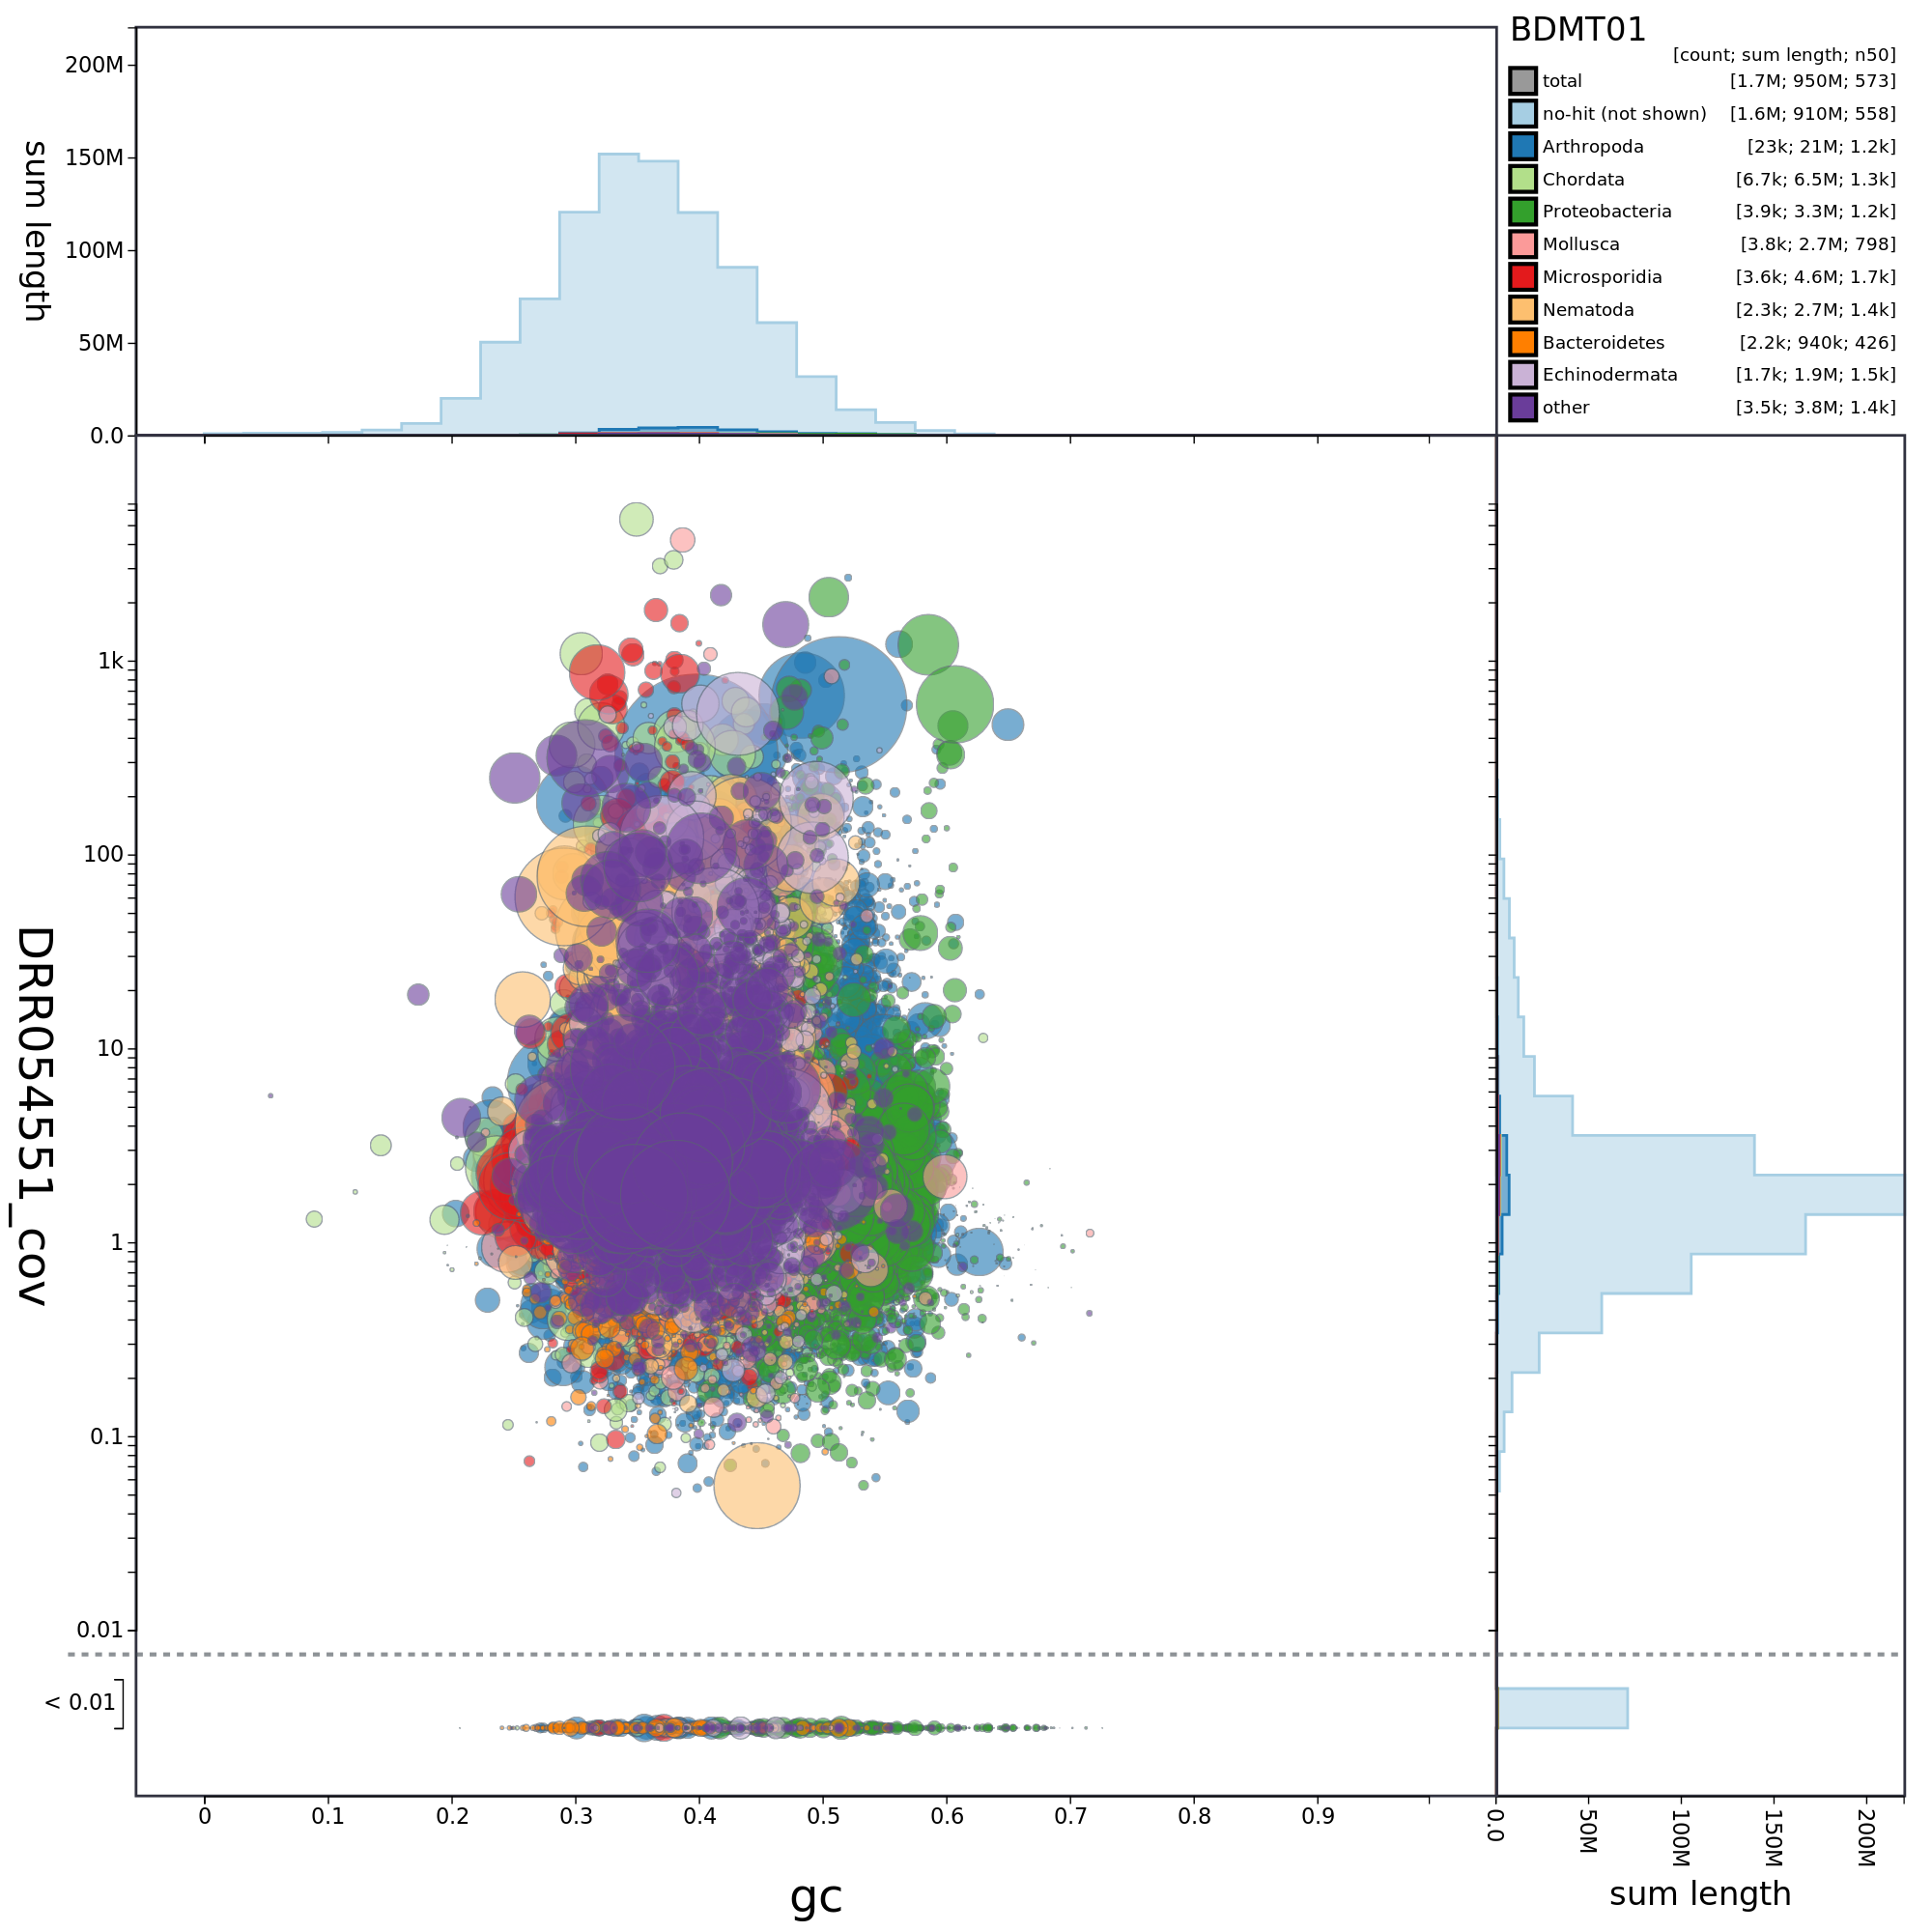 BDMT01
[count; sum length; n50]
total [1.7M; 950M; 573]
no-hit (not shown) [1.6M; 910M; 558]
Arthropoda [23k; 21M; 1.2k]
Chordata [6.7k; 6.5M; 1.3k]
Proteobacteria [3.9k; 3.3M; 1.2k]
Mollusca [3.8k; 2.7M; 798]
Microsporidia [3.6k; 4.6M; 1.7k]
Nematoda [2.3k; 2.7M; 1.4k]
Bacteroidetes [2.2k; 940k; 426]
Echinodermata [1.7k; 1.9M; 1.5k]
other [3.5k; 3.8M; 1.4k]
sum length
200M
150M
100M
50M
0.0
DRR054551_cov
1k
100
10
1
0.1
0.01
< 0.01
0 0.1 0.2 0.3 0.4 0.5 0.6 0.7 0.8 0.9
gc
0.0 50M 100M 150M 200M
sum length